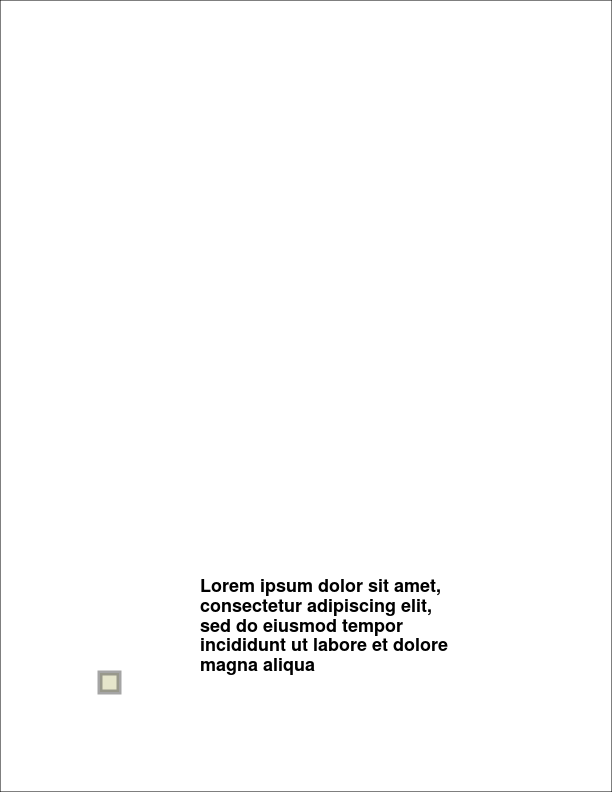 Lorem ipsum dolor sit amet,
consectetur adipiscing elit,
sed do eiusmod tempor
incididunt ut labore et dolore
magna aliqua